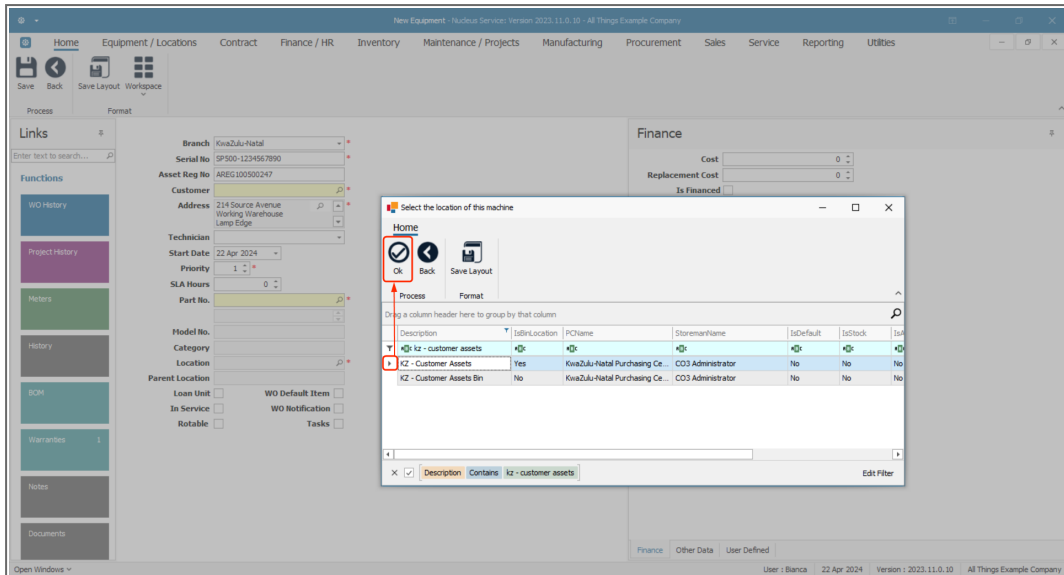 New Equipment - Nucleus Service: Version 2023.11.0.10 - All Things Example Company
Home Equipment / Locations Contract Finance / HR Inventory Maintenance / Projects Manufacturing Procurement Sales Service Reporting Utilities
Save Back Save Layout Workspace
Process Format
Links
Enter text to search...
Functions
WO History
Project History
Meters
History
BOM
Warranties 1
Notes
Documents
Branch KwaZulu-Natal *
Serial No SP500-1234567890 *
Asset Reg No AREG100500247
Customer *
Address 214 Source Avenue *
Working Warehouse
Lamp Edge
Technician
Start Date 22 Apr 2024
Priority 1 *
SLA Hours 0
Part No. *
Model No.
Category
Location *
Parent Location
Loan Unit WO Default Item
In Service WO Notification
Rotable Tasks
Finance
Cost 0
Replacement Cost 0
Is Financed
Select the location of this machine
Home
Ok Back Save Layout
Process Format
Drag a column header here to group by that column
Description IsBinLocation PCName StoremanName IsDefault IsStock IsA
kz - customer assets
KZ - Customer Assets Yes KwaZulu-Natal Purchasing Ce... CO3 Administrator No No No
KZ - Customer Assets Bin No KwaZulu-Natal Purchasing Ce... CO3 Administrator No No No
Description Contains kz - customer assets Edit Filter
Finance Other Data User Defined
Open Windows User : Bianca 22 Apr 2024 Version : 2023.11.0.10 All Things Example Company